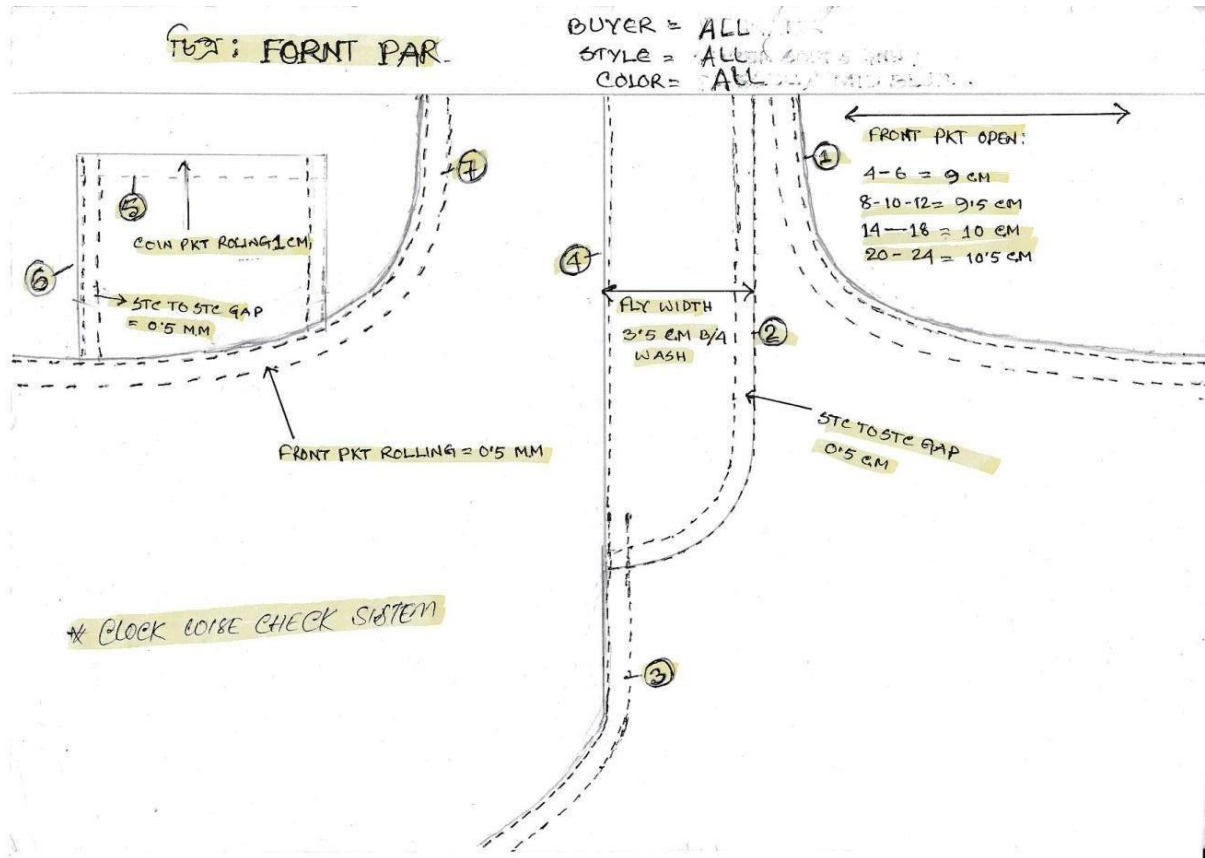 চিত্র: FORNT PAR
BUYER = ALL
STYLE = ALL
COLOR = ALL
FRONT PKT OPEN:
4-6 = 9 CM
8-10-12= 9.5 CM
14-18 = 10 CM
20-24 = 10.5 CM
1
7
5
COIN PKT ROLING 1 CM
6
STC TO STC GAP
= 0.5 MM
4
FLY WIDTH
3.5 CM B/4
WASH
2
STC TO STC GAP
0.5 CM
FRONT PKT ROLLING = 0.5 MM
* CLOCK WISE CHECK SISTEM
3